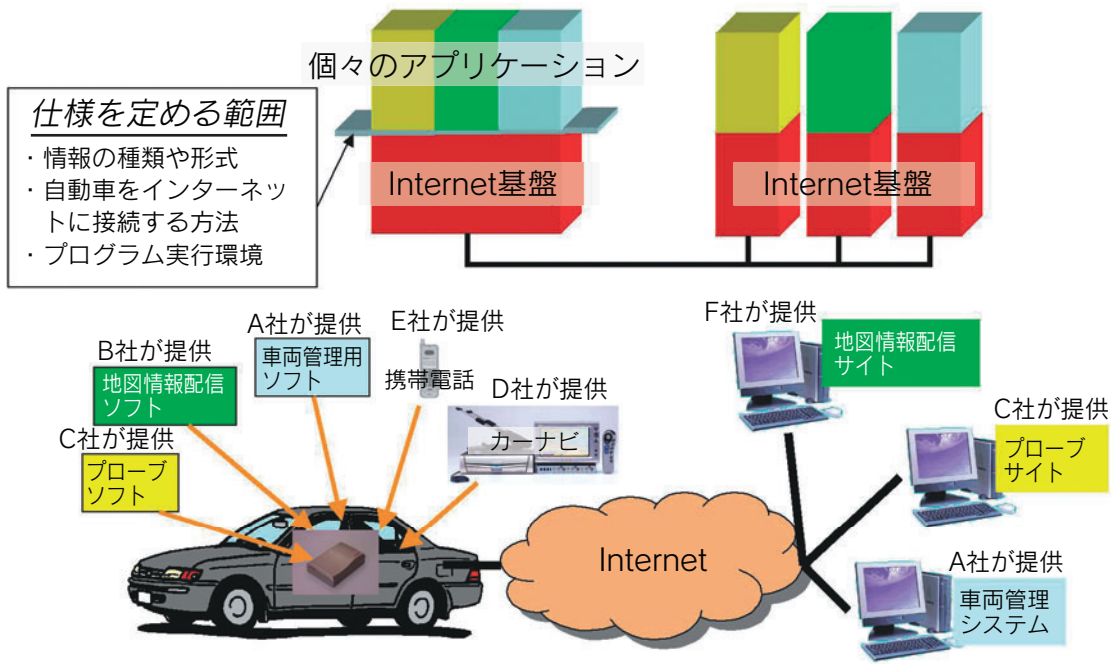 個々のアプリケーション
仕様を定める範囲
・情報の種類や形式
・自動車をインターネッ
トに接続する方法
・プログラム実行環境
Internet基盤
Internet基盤
A社が提供
車両管理用
ソフト
E社が提供
携帯電話
B社が提供
地図情報配信
ソフト
D社が提供
カーナビ
C社が提供
プローブ
ソフト
Internet
F社が提供
地図情報配信
サイト
C社が提供
プローブ
サイト
A社が提供
車両管理
システム